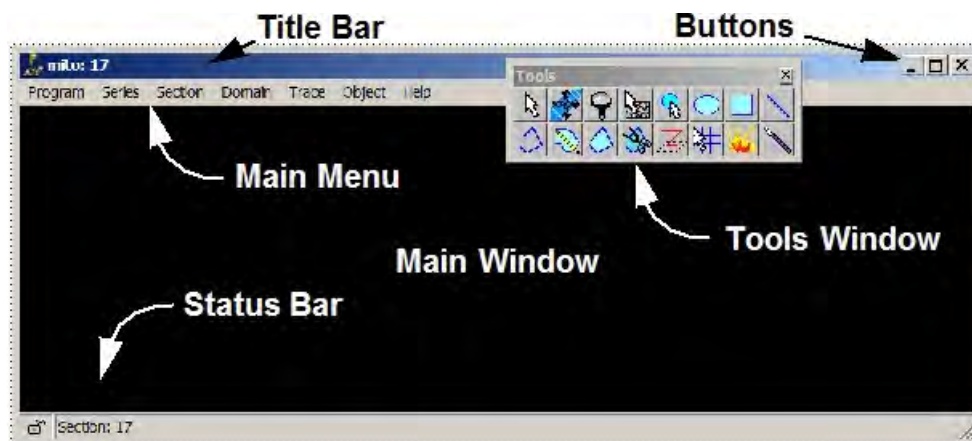 Title Bar
Buttons
mito: 17
Tools
Program Series Section Domain Trace Object Help
Main Menu
Tools Window
Main Window
Status Bar
Section: 17